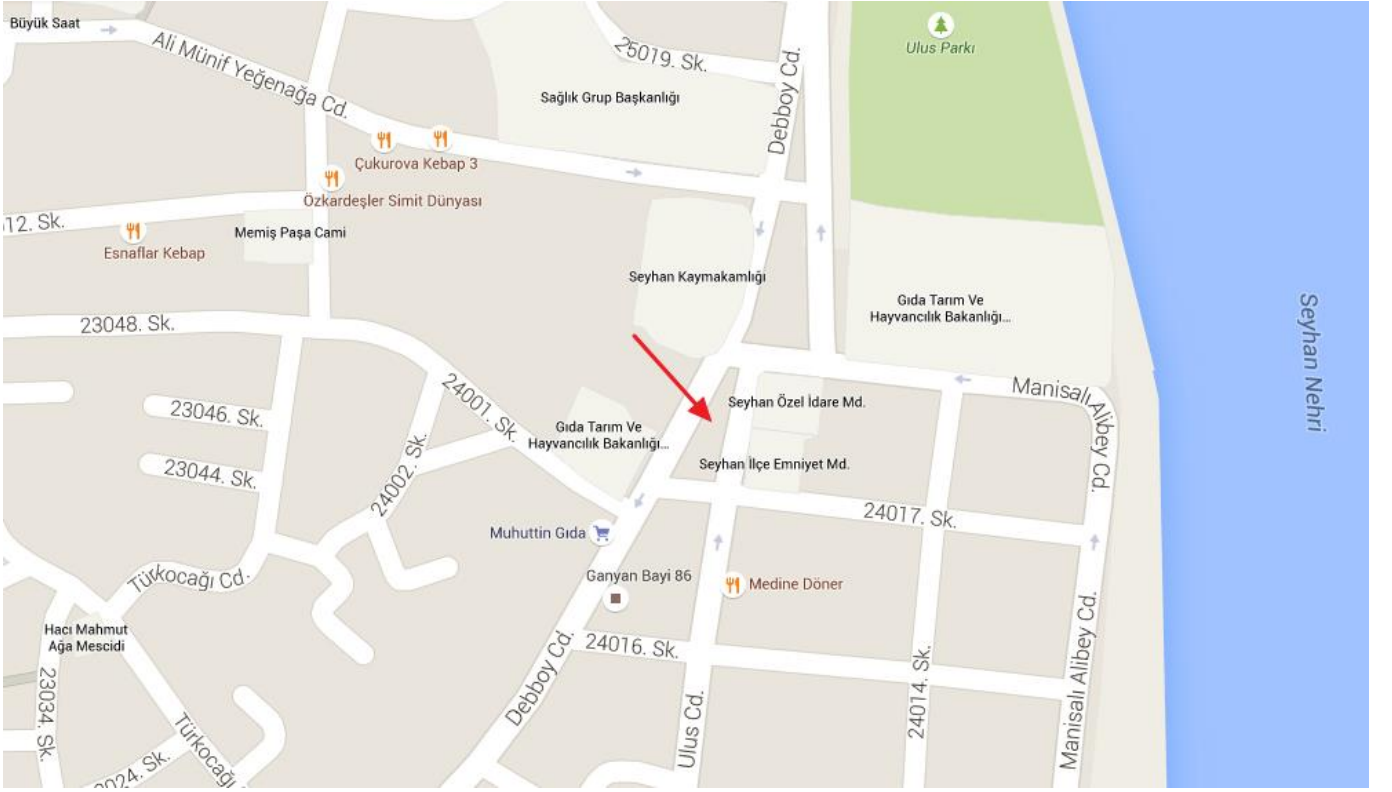 Büyük Saat
Ali Münif Yeğenağa Cd.
25019. Sk.
Debboy Cd.
Ulus Parkı
Sağlık Grup Başkanlığı
Çukurova Kebap 3
Özkardeşler Simit Dünyası
12. Sk.
Esnaflar Kebap
Memiş Paşa Cami
Seyhan Kaymakamlığı
Gıda Tarım Ve
Hayvancılık Bakanlığı...
Seyhan Nehri
23048. Sk.
24001. Sk.
Manisalı Alibey Cd.
23046. Sk.
Seyhan Özel İdare Md.
Gıda Tarım Ve
Hayvancılık Bakanlığı...
23044. Sk.
24002. Sk.
Seyhan İlçe Emniyet Md.
24017. Sk.
Muhuttin Gıda
Türkocağı Cd.
Ganyan Bayi 86
Medine Döner
Hacı Mahmut
Ağa Mescidi
24016. Sk.
Debboy Cd.
Ulus Cd.
24014. Sk.
Manisalı Alibey Cd.
23034. Sk.
Türkocağı
024. Sk.